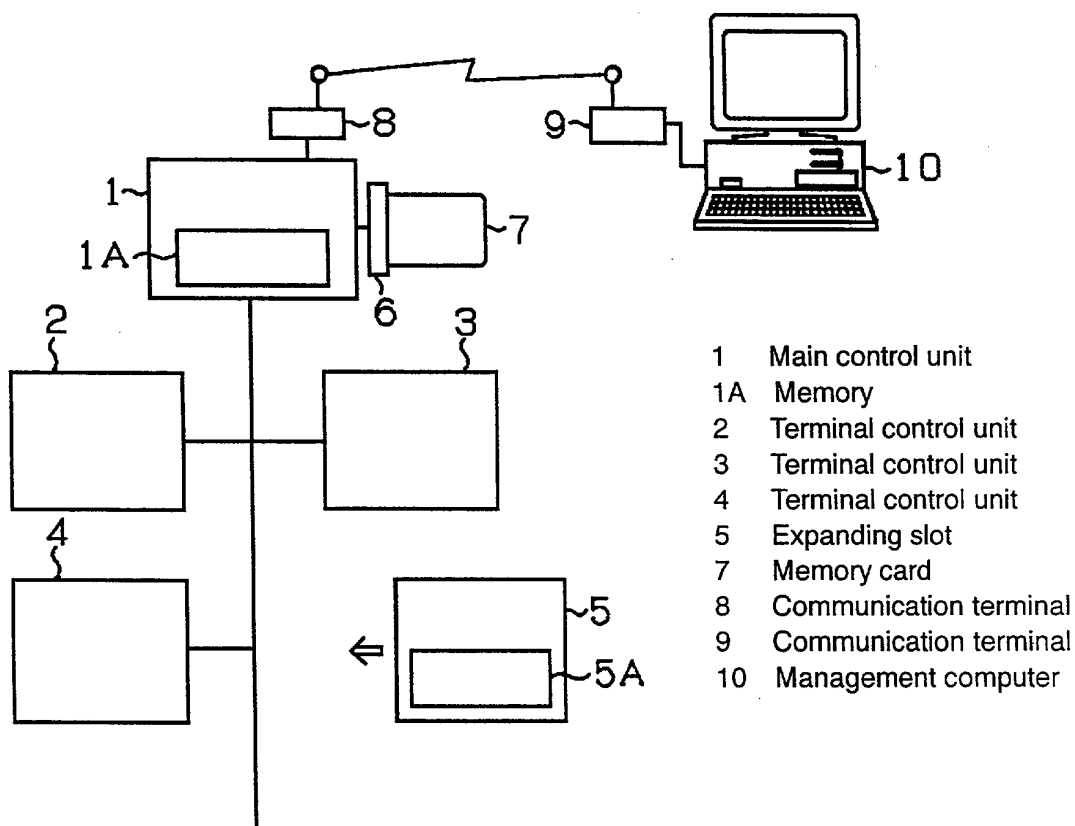 8
9
10
1
1A
7
6
2
3
4
5
5A
1 Main control unit
1A Memory
2 Terminal control unit
3 Terminal control unit
4 Terminal control unit
5 Expanding slot
7 Memory card
8 Communication terminal
9 Communication terminal
10 Management computer